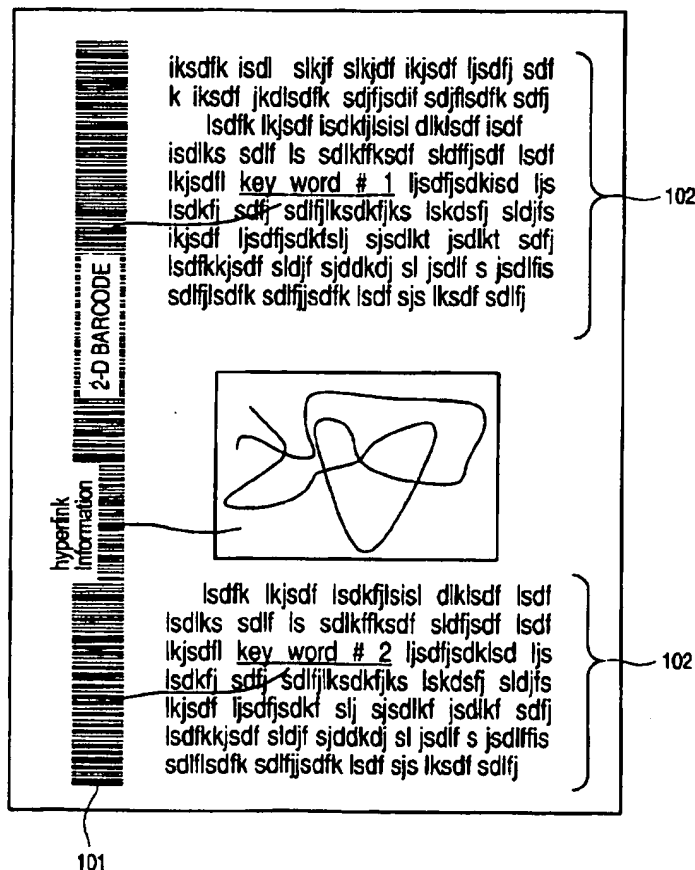 iksdfk isdl slkjf slkjdf ikjsdf ljsdfj sdf
k iksdf jkdlsdfk sdjfjsdif sdjflsdfk sdfj
lsdfk lkjsdf isdkljlsisl dlklsdf isdf
isdlks sdlf ls sdlkffksdf sldffjsdf lsdf
lkjsdfl key word # 1 ljsdfjsdkisd ljs
lsdkfj sdfj sdlfjlksdkfjks lskdsfj sldjfs
ikjsdf ljsdfjsdkfslj sjsdlkt jsdlkt sdfj
lsdfkkjsdf sldjf sjddkdj sl jsdlf s jsdlfis
sdlfjlsdfk sdlfjjsdfk lsdf sjs lksdf sdlfj
102
2-D BARCODE
hyperlink
information
lsdfk lkjsdf lsdkfjlsisl dlklsdf lsdf
lsdlks sdlf ls sdlkffksdf sldfjsdf lsdf
lkjsdfl key word # 2 ljsdfjsdklsd ljs
lsdkfj sdfj sdlfjlksdkfjks lskdsfj sldjfs
lkjsdf ljsdfjsdkf slj sjsdlkf jsdlkf sdfj
lsdfkkjsdf sldjf sjddkdj sl jsdlf s jsdlffis
sdlflsdfk sdlfjjsdfk lsdf sjs lksdf sdlfj
102
101